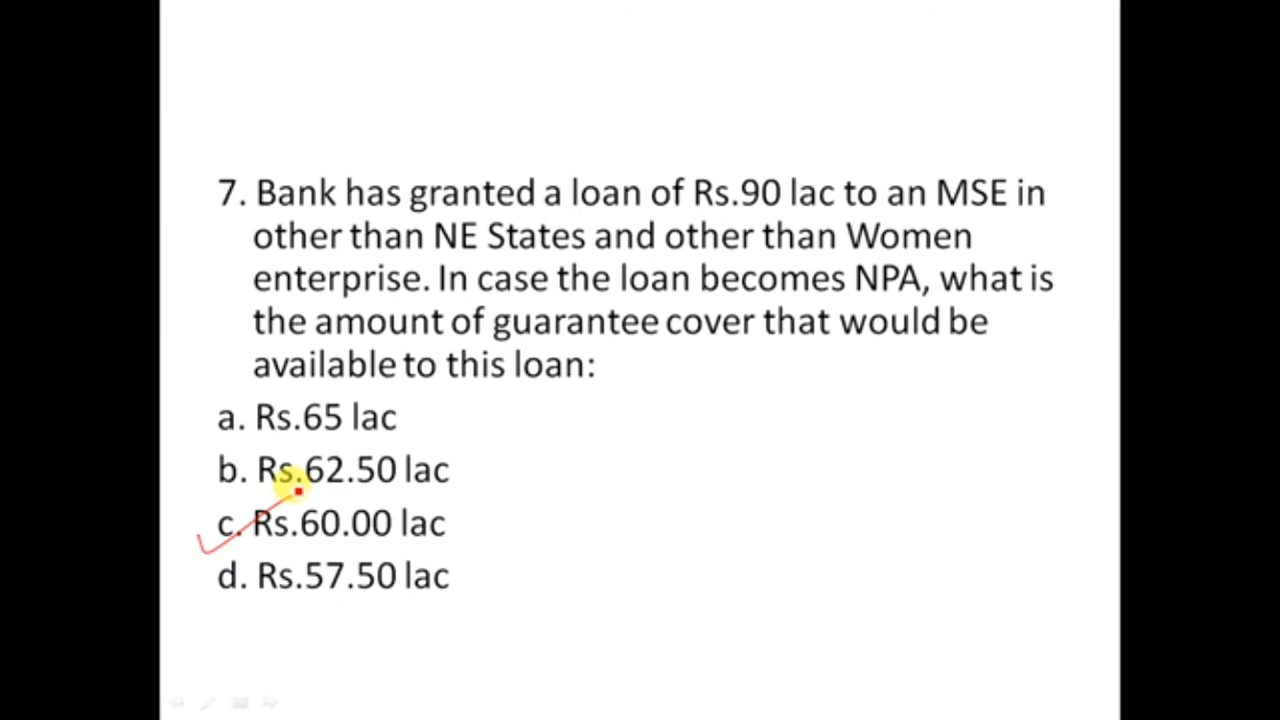 7. Bank has granted a loan of Rs.90 lac to an MSE in
other than NE States and other than Women
enterprise. In case the loan becomes NPA, what is
the amount of guarantee cover that would be
available to this loan:
a. Rs.65 lac
b. Rs.62.50 lac
c. Rs.60.00 lac
d. Rs.57.50 lac